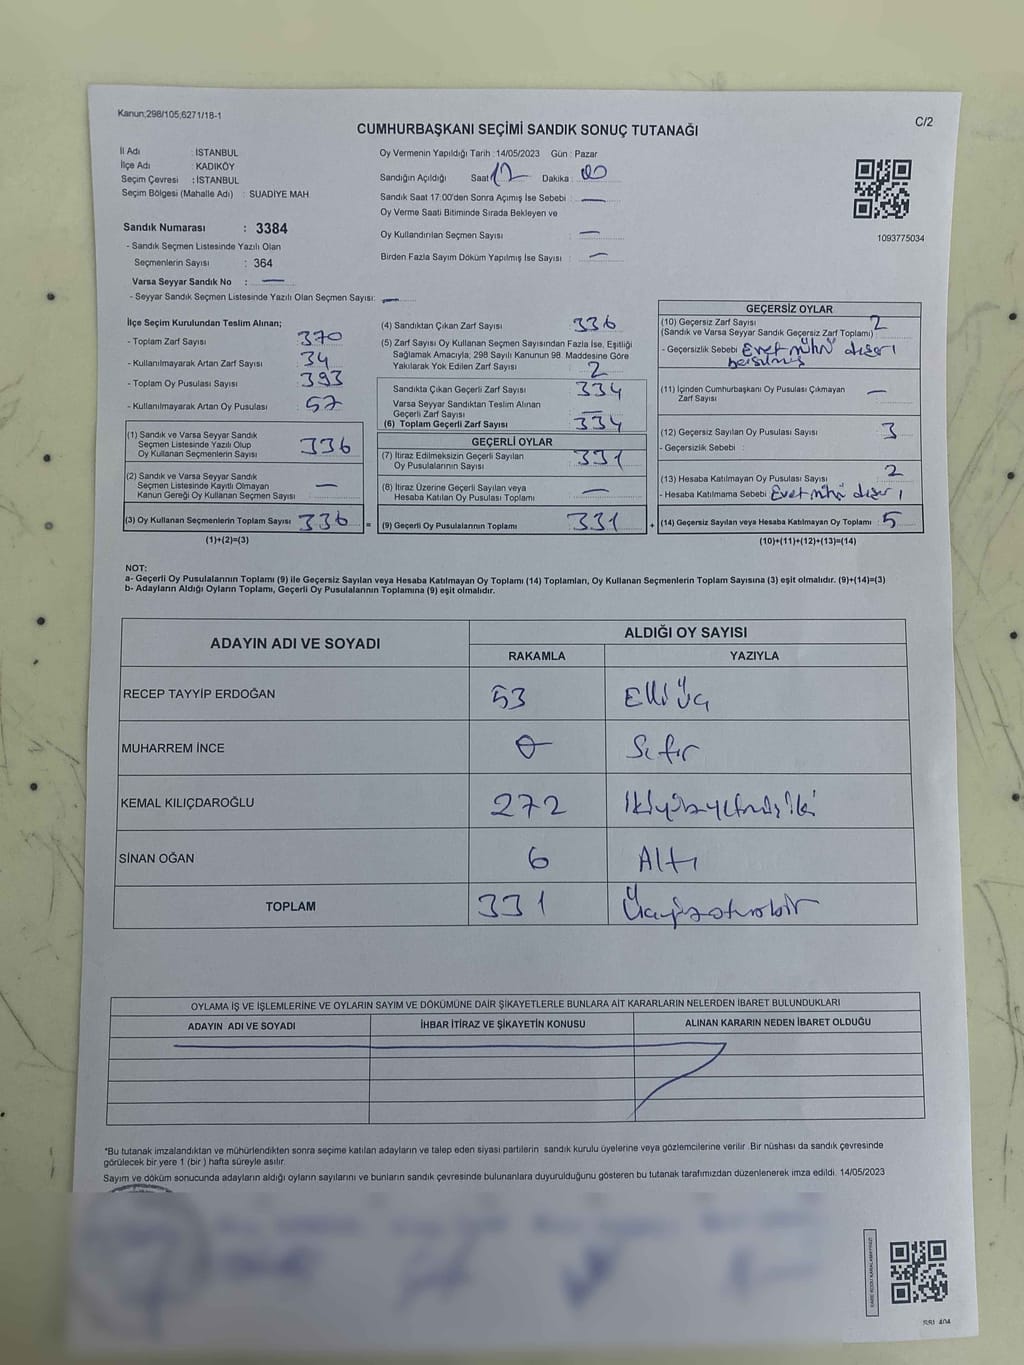 Kanun;298/105,6271/18-1
C/2
CUMHURBAŞKANI SEÇİMİ SANDIK SONUÇ TUTANAĞI
İl Adı : İSTANBUL
İlçe Adı : KADIKÖY
Seçim Çevresi : İSTANBUL
Seçim Bölgesi (Mahalle Adı) : SUADİYE MAH
Sandık Numarası : 3384
- Sandık Seçmen Listesinde Yazılı Olan
Seçmenlerin Sayısı : 364
Varsa Seyyar Sandık No : —
- Seyyar Sandık Seçmen Listesinde Yazılı Olan Seçmen Sayısı: —
Oy Vermenin Yapıldığı Tarih : 14/05/2023 Gün : Pazar
Sandığın Açıldığı Saat 17 Dakika : 00
Sandık Saat 17:00'den Sonra Açımış İse Sebebi : —
Oy Verme Saati Bitiminde Sırada Bekleyen ve
Oy Kullandırılan Seçmen Sayısı : —
Birden Fazla Sayım Döküm Yapılmış İse Sayısı : —
1093775034
İlçe Seçim Kurulundan Teslim Alınan;
- Toplam Zarf Sayısı : 370
- Kullanılmayarak Artan Zarf Sayısı : 34
- Toplam Oy Pusulası Sayısı : 393
- Kullanılmayarak Artan Oy Pusulası : 57
(1) Sandık ve Varsa Seyyar Sandık
Seçmen Listesinde Yazılı Olup
Oy Kullanan Seçmenlerin Sayısı 336
(2) Sandık ve Varsa Seyyar Sandık
Seçmen Listesinde Kayıtlı Olmayan
Kanun Gereği Oy Kullanan Seçmen Sayısı —
(3) Oy Kullanan Seçmenlerin Toplam Sayısı 336 =
(1)+(2)=(3)
(4) Sandıktan Çıkan Zarf Sayısı 336
(5) Zarf Sayısı Oy Kullanan Seçmen Sayısından Fazla İse, Eşitliği
Sağlamak Amacıyla; 298 Sayılı Kanunun 98. Maddesine Göre
Yakılarak Yok Edilen Zarf Sayısı : 2
Sandıkta Çıkan Geçerli Zarf Sayısı 334
Varsa Seyyar Sandıktan Teslim Alınan
Geçerli Zarf Sayısı —
(6) Toplam Geçerli Zarf Sayısı 334
GEÇERLİ OYLAR
(7) İtiraz Edilmeksizin Geçerli Sayılan
Oy Pusulalarının Sayısı 331
(8) İtiraz Üzerine Geçerli Sayılan veya
Hesaba Katılan Oy Pusulası Toplamı —
(9) Geçerli Oy Pusulalarının Toplamı 331 +
GEÇERSİZ OYLAR
(10) Geçersiz Zarf Sayısı 2
(Sandık ve Varsa Seyyar Sandık Geçersiz Zarf Toplamı)
- Geçersizlik Sebebi
(11) İçinden Cumhurbaşkanı Oy Pusulası Çıkmayan
Zarf Sayısı —
(12) Geçersiz Sayılan Oy Pusulası Sayısı 3
- Geçersizlik Sebebi
(13) Hesaba Katılmayan Oy Pusulası Sayısı 2
- Hesaba Katılmama Sebebi
(14) Geçersiz Sayılan veya Hesaba Katılmayan Oy Toplamı : 5
(10)+(11)+(12)+(13)=(14)
NOT:
a- Geçerli Oy Pusulalarının Toplamı (9) ile Geçersiz Sayılan veya Hesaba Katılmayan Oy Toplamı (14) Toplamları, Oy Kullanan Seçmenlerin Toplam Sayısına (3) eşit olmalıdır. (9)+(14)=(3)
b- Adayların Aldığı Oyların Toplamı, Geçerli Oy Pusulalarının Toplamına (9) eşit olmalıdır.
ADAYIN ADI VE SOYADI
ALDIĞI OY SAYISI
RAKAMLA YAZIYLA
RECEP TAYYİP ERDOĞAN 53 Elli Üç
MUHARREM İNCE 0 Sıfır
KEMAL KILIÇDAROĞLU 272 İkiyüzyetmişiki
SİNAN OĞAN 6 Altı
TOPLAM 331 Üçyüzotuzbir
OYLAMA İŞ VE İŞLEMLERİNE VE OYLARIN SAYIM VE DÖKÜMÜNE DAİR ŞİKAYETLERLE BUNLARA AİT KARARLARIN NELERDEN İBARET BULUNDUKLARI
ADAYIN ADI VE SOYADI İHBAR İTİRAZ VE ŞİKAYETİN KONUSU ALINAN KARARIN NEDEN İBARET OLDUĞU
*Bu tutanak imzalandıktan ve mühürlendikten sonra seçime katılan adayların ve talep eden siyasi partilerin sandık kurulu üyelerine veya gözlemcilerine verilir .Bir nüshası da sandık çevresinde
görülecek bir yere 1 (bir ) hafta süreyle asılır.
Sayım ve döküm sonucunda adayların aldığı oyların sayılarını ve bunların sandık çevresinde bulunanlara duyurulduğunu gösteren bu tutanak tarafımızdan düzenlenerek imza edildi. 14/05/2023